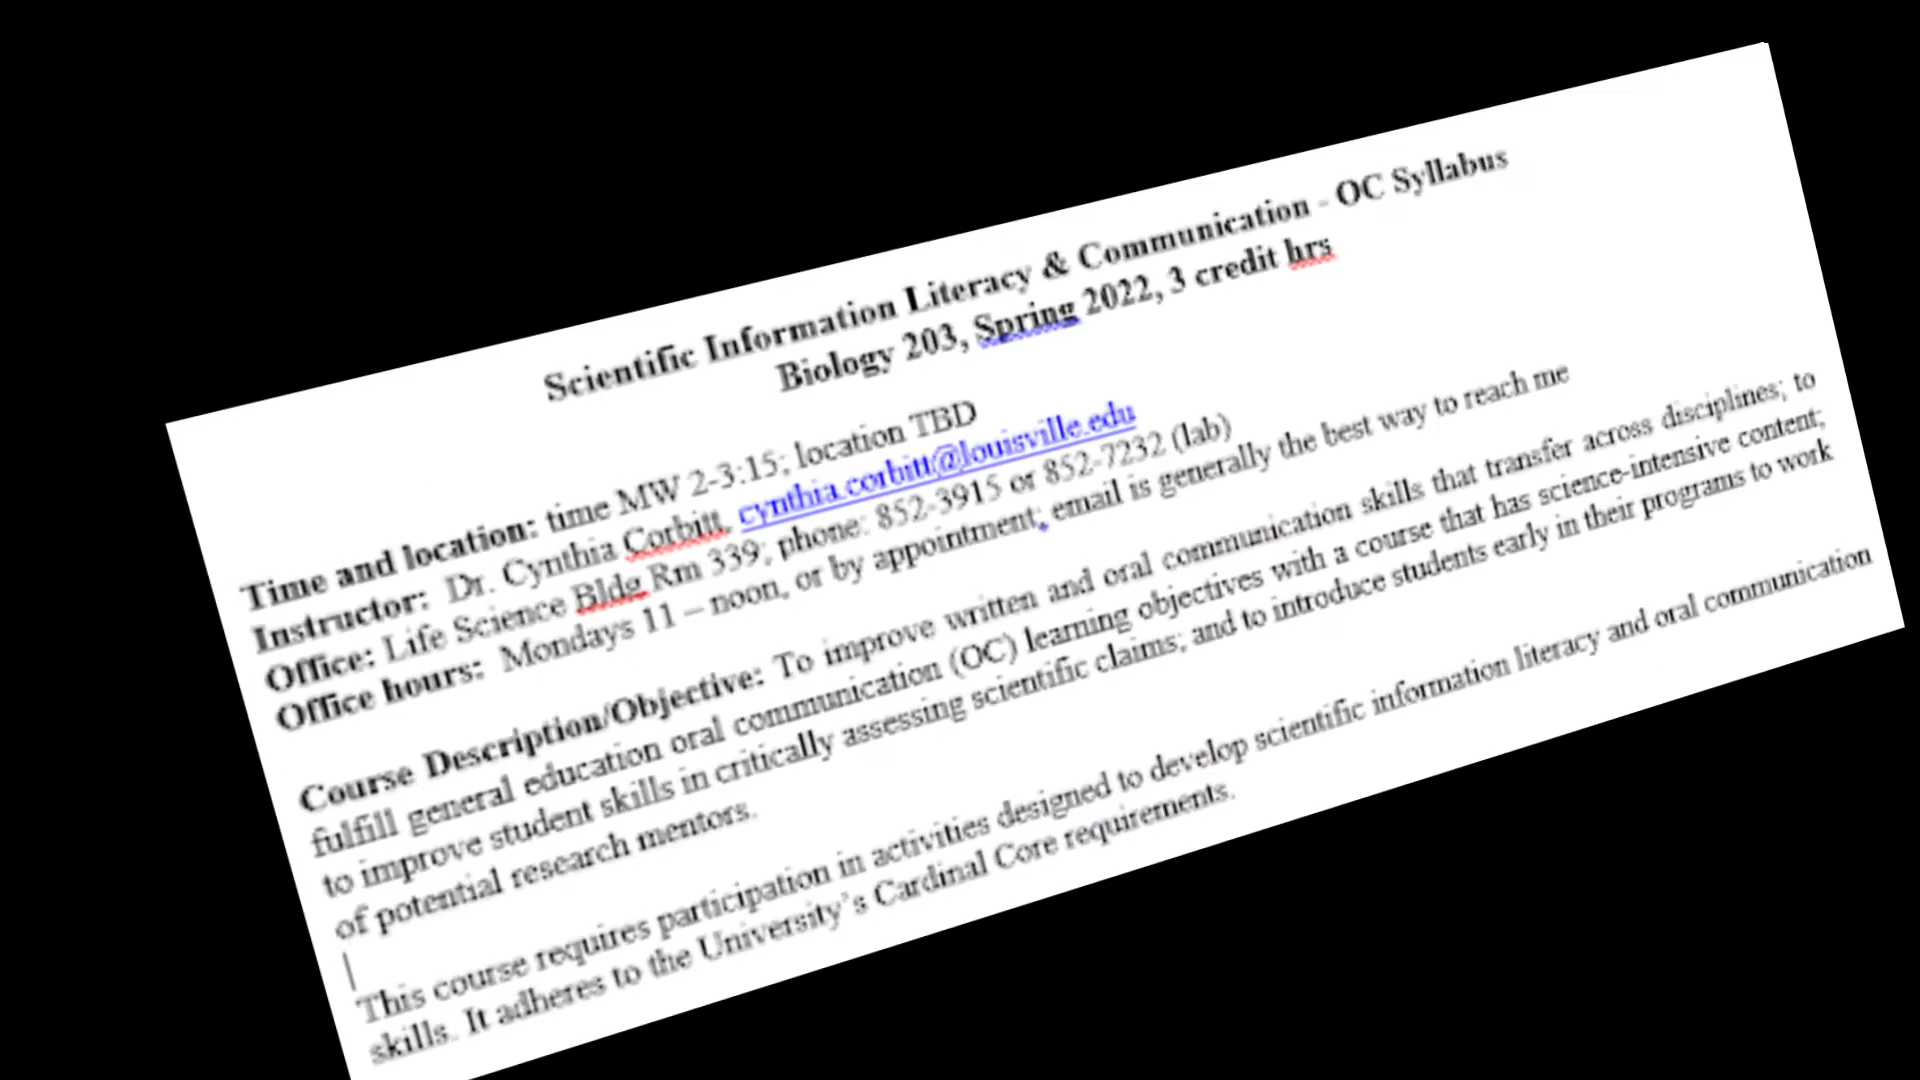 Scientific Information Literacy & Communication - OC Syllabus
Biology 203, Spring 2022, 3 credit hrs
Time and location: time MW 2-3:15; location TBD
Instructor: Dr. Cynthia Corbitt, cynthia.corbitt@louisville.edu
Office: Life Science Bldg Rm 339; phone: 852-3915 or 852-7232 (lab)
Office hours: Mondays 11 – noon, or by appointment; email is generally the best way to reach me
Course Description/Objective: To improve written and oral communication skills that transfer across disciplines; to
fulfill general education oral communication (OC) learning objectives with a course that has science-intensive content;
to improve student skills in critically assessing scientific claims; and to introduce students early in their programs to work
of potential research mentors.
This course requires participation in activities designed to develop scientific information literacy and oral communication
skills. It adheres to the University's Cardinal Core requirements.